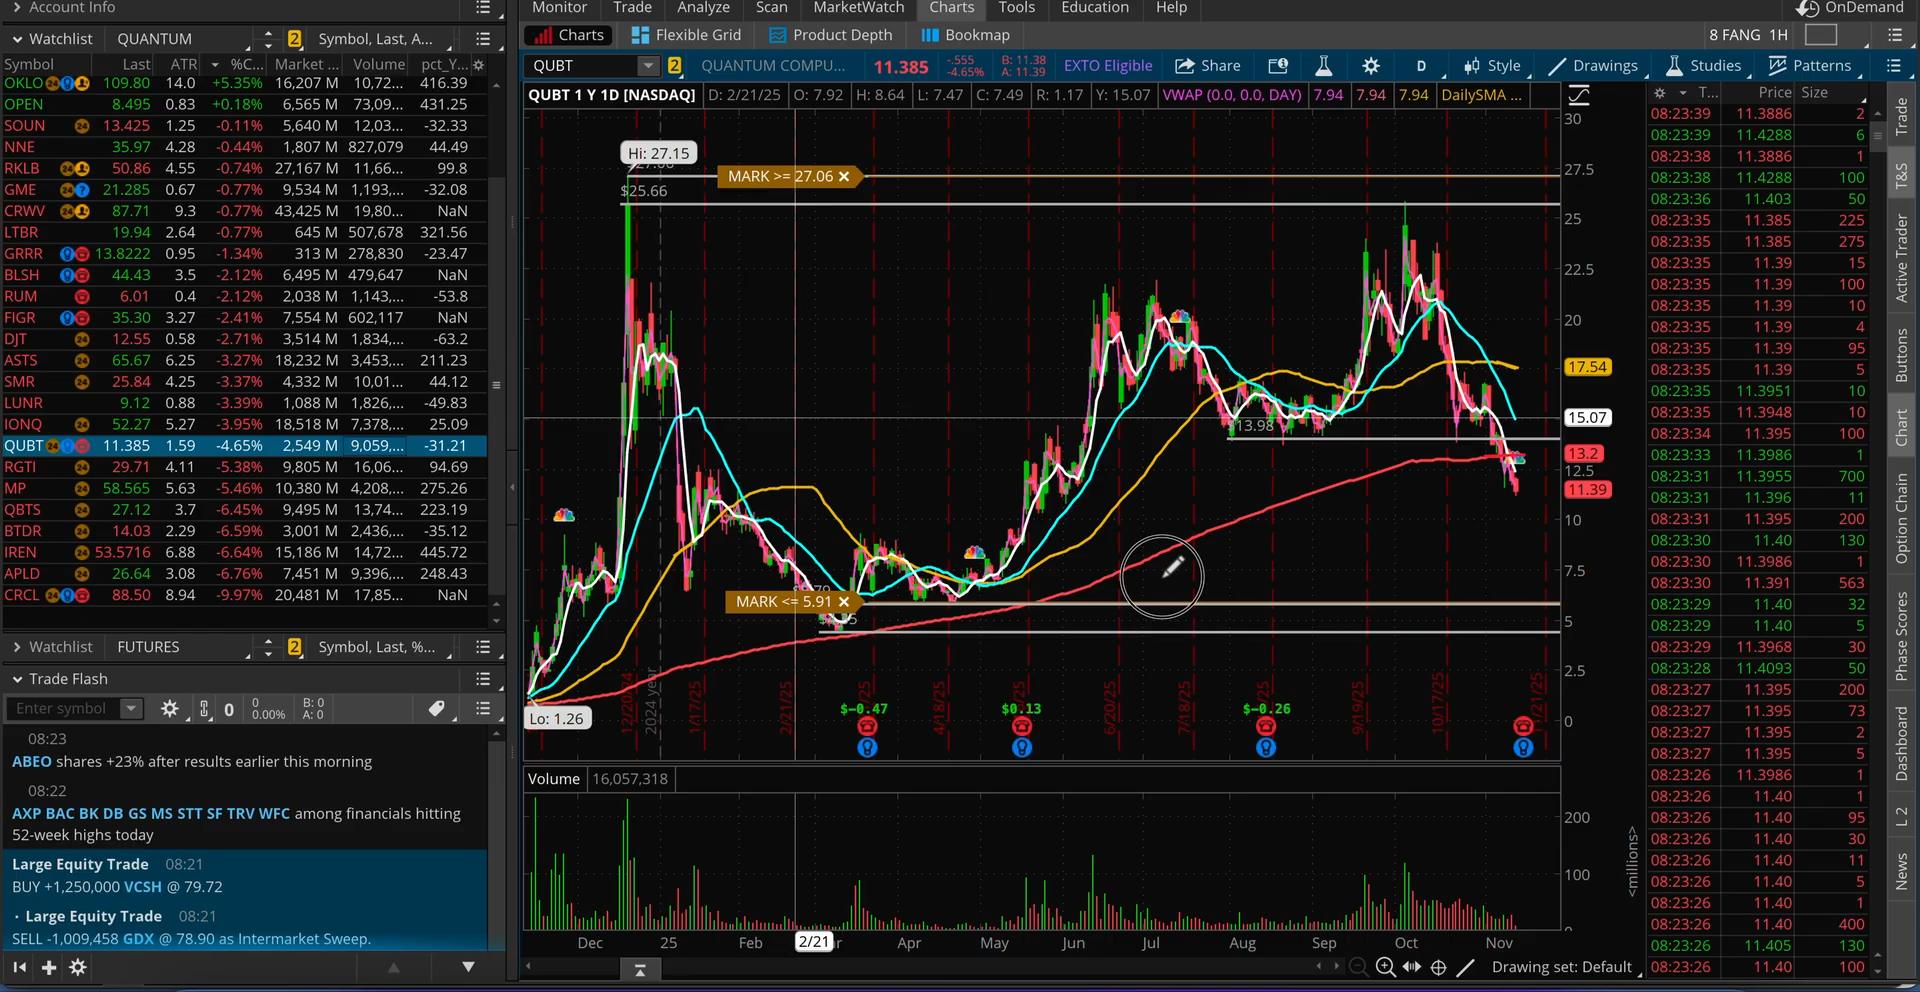 Account Info
Watchlist QUANTUM 2 Symbol, Last, A...
Symbol Last ATR %C... Market ... Volume pct_Y...
OKLO 109.80 14.0 +5.35% 16,207 M 10,72... 416.39
OPEN 8.495 0.83 +0.18% 6,565 M 73,09... 431.25
SOUN 13.425 1.25 -0.11% 5,640 M 12,03... -32.33
NNE 35.97 4.28 -0.44% 1,807 M 827,079 44.49
RKLB 50.86 4.55 -0.74% 27,167 M 11,66... 99.8
GME 21.285 0.67 -0.77% 9,534 M 1,193,... -32.08
CRWV 87.71 9.3 -0.77% 43,425 M 19,80... NaN
LTBR 19.94 2.64 -0.77% 645 M 507,678 321.56
GRRR 13.8222 0.95 -1.34% 313 M 278,830 -23.47
BLSH 44.43 3.5 -2.12% 6,495 M 479,647 NaN
RUM 6.01 0.4 -2.12% 2,038 M 1,143,... -53.8
FIGR 35.30 3.27 -2.41% 7,554 M 602,117 NaN
DJT 12.55 0.58 -2.71% 3,514 M 1,834,... -63.2
ASTS 65.67 6.25 -3.27% 18,232 M 3,453,... 211.23
SMR 25.84 4.25 -3.37% 4,332 M 10,01... 44.12
LUNR 9.12 0.88 -3.39% 1,088 M 1,826,... -49.83
IONQ 52.27 5.27 -3.95% 18,518 M 7,378,... 25.09
QUBT 11.385 1.59 -4.65% 2,549 M 9,059,... -31.21
RGTI 29.71 4.11 -5.38% 9,805 M 16,06... 94.69
MP 58.565 5.63 -5.46% 10,380 M 4,208,... 275.26
QBTS 27.12 3.7 -6.45% 9,495 M 13,74... 223.19
BTDR 14.03 2.29 -6.59% 3,001 M 2,436,... -35.12
IREN 53.5716 6.88 -6.64% 15,186 M 14,72... 445.72
APLD 26.64 3.08 -6.76% 7,451 M 9,396,... 248.43
CRCL 88.50 8.94 -9.97% 20,481 M 17,85... NaN
Watchlist FUTURES 2 Symbol, Last, %...
Trade Flash
Enter symbol 0 0 0.00% B: 0 A: 0
08:23
ABEO shares +23% after results earlier this morning
08:22
AXP BAC BK DB GS MS STT SF TRV WFC among financials hitting
52-week highs today
Large Equity Trade 08:21
BUY +1,250,000 VCSH @ 79.72
· Large Equity Trade 08:21
SELL -1,009,458 GDX @ 78.90 as Intermarket Sweep.
Monitor Trade Analyze Scan MarketWatch Charts Tools Education Help OnDemand
Charts Flexible Grid Product Depth Bookmap 8 FANG 1H
QUBT 2 QUANTUM COMPU... 11.385 -.555 -4.65% B: 11.38 A: 11.39 EXTO Eligible Share D Style Drawings Studies Patterns
QUBT 1 Y 1D [NASDAQ] D: 2/21/25 O: 7.92 H: 8.64 L: 7.47 C: 7.49 R: 1.17 Y: 15.07 VWAP (0.0, 0.0, DAY) 7.94 7.94 7.94 DailySMA ...
Hi: 27.15
MARK >= 27.06
$25.66
$13.98
MARK <= 5.91
Lo: 1.26
30
27.5
25
22.5
20
17.54
15.07
13.2
12.5
11.39
10
7.5
5
2.5
0
12/20/24
2024 year
1/17/25
2/21/25
4/18/25
6/20/25
7/18/25
9/19/25
10/17/25
$-0.47
$0.13
$-0.26
Volume 16,057,318
200
100
<millions>
Dec 25 Feb 2/21 Apr May Jun Jul Aug Sep Oct Nov
Drawing set: Default
T... Price Size
08:23:39 11.3886 2
08:23:39 11.4288 6
08:23:38 11.3886 1
08:23:38 11.4288 100
08:23:36 11.403 50
08:23:35 11.385 225
08:23:35 11.385 275
08:23:35 11.39 15
08:23:35 11.39 100
08:23:35 11.39 10
08:23:35 11.39 4
08:23:35 11.39 95
08:23:35 11.39 5
08:23:35 11.3951 10
08:23:35 11.3948 10
08:23:34 11.395 100
08:23:33 11.3986 1
08:23:31 11.3955 700
08:23:31 11.396 11
08:23:31 11.395 200
08:23:30 11.40 130
08:23:30 11.3986 1
08:23:30 11.391 563
08:23:29 11.40 32
08:23:29 11.40 5
08:23:29 11.3968 30
08:23:28 11.4093 50
08:23:27 11.395 200
08:23:27 11.395 73
08:23:27 11.395 2
08:23:27 11.395 5
08:23:26 11.3986 1
08:23:26 11.40 1
08:23:26 11.40 95
08:23:26 11.40 30
08:23:26 11.40 11
08:23:26 11.40 5
08:23:26 11.40 1
08:23:26 11.40 400
08:23:26 11.405 130
08:23:26 11.40 100
Trade
T&S
Active Trader
Buttons
Chart
Option Chain
Phase Scores
Dashboard
L 2
News